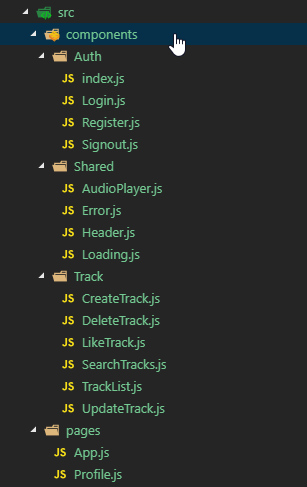 src
components
Auth
JS index.js
JS Login.js
JS Register.js
JS Signout.js
Shared
JS AudioPlayer.js
JS Error.js
JS Header.js
JS Loading.js
Track
JS CreateTrack.js
JS DeleteTrack.js
JS LikeTrack.js
JS SearchTracks.js
JS TrackList.js
JS UpdateTrack.js
pages
JS App.js
JS Profile.js